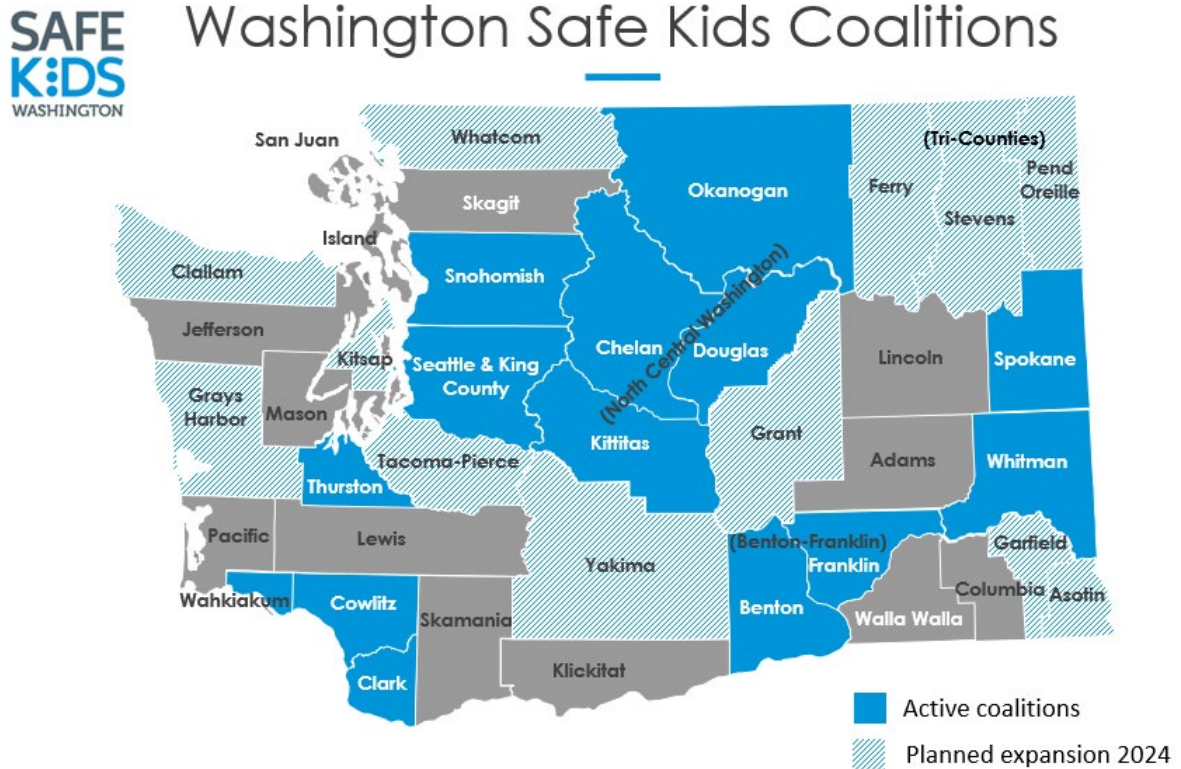 SAFE
KIDS
WASHINGTON
Washington Safe Kids Coalitions
San Juan
Whatcom
Skagit
Island
Okanogan
(Tri-Counties)
Ferry
Stevens
Pend
Oreille
Clallam
Snohomish
Jefferson
Kitsap
Seattle & King
County
Chelan
Douglas
(North Central Washington)
Lincoln
Spokane
Grays
Harbor
Mason
Kittitas
Grant
Adams
Whitman
Tacoma-Pierce
Thurston
Pacific
Lewis
Yakima
(Benton-Franklin)
Franklin
Garfield
Wahkiakum
Cowlitz
Skamania
Benton
Walla Walla
Columbia
Asotin
Klickitat
Clark
Active coalitions
Planned expansion 2024